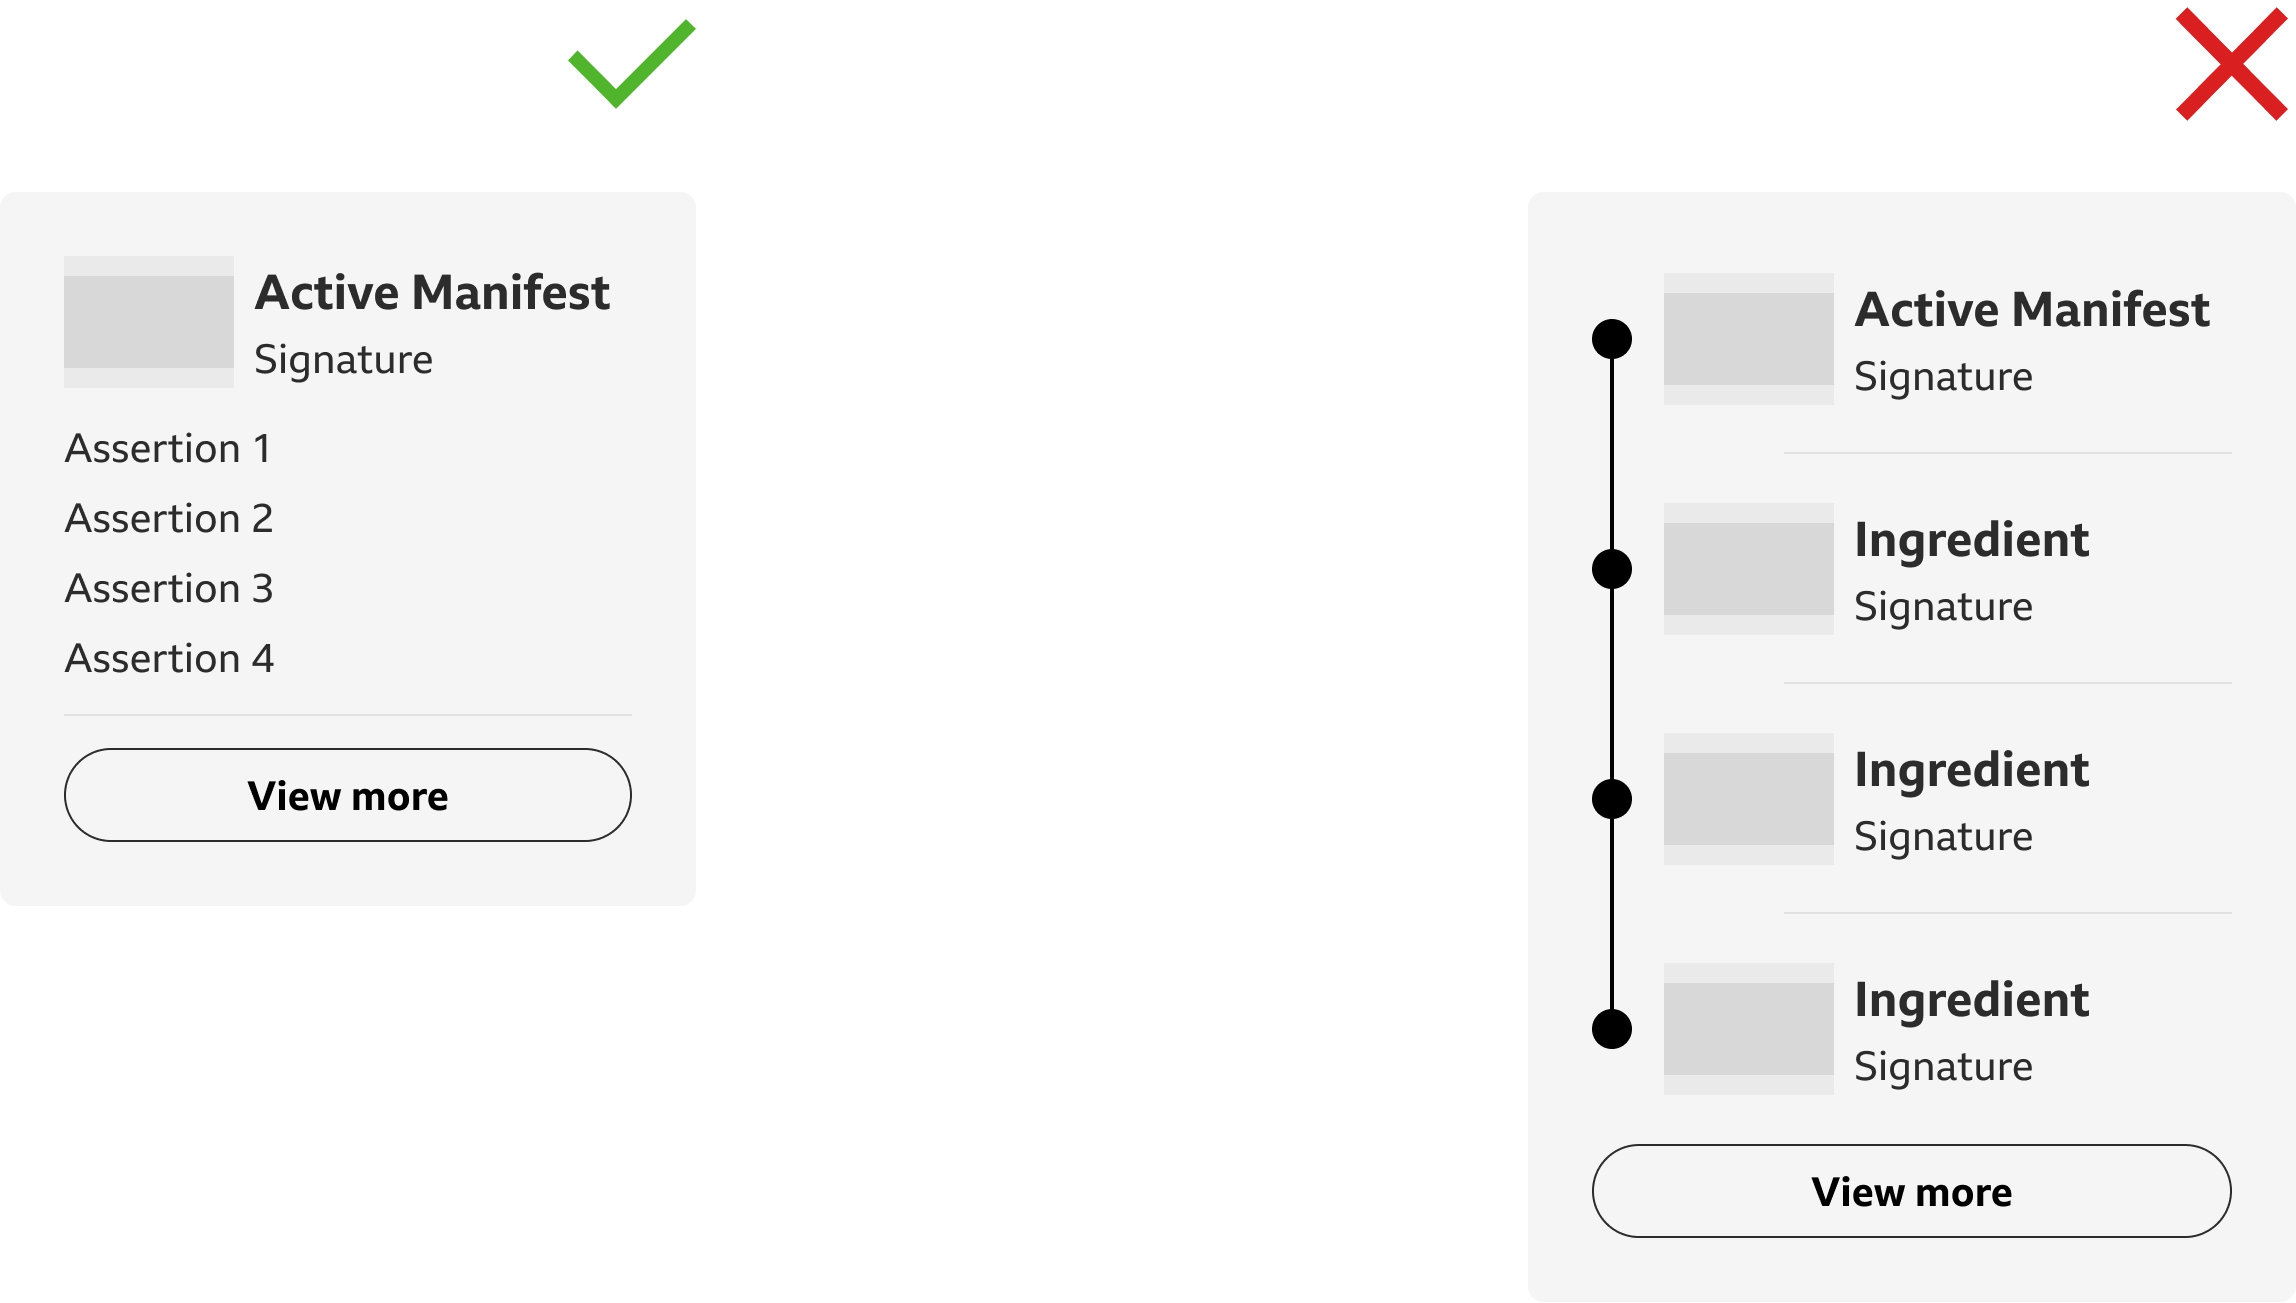 Active Manifest
Signature
Assertion 1
Assertion 2
Assertion 3
Assertion 4
View more
Active Manifest
Signature
Ingredient
Signature
Ingredient
Signature
Ingredient
Signature
View more